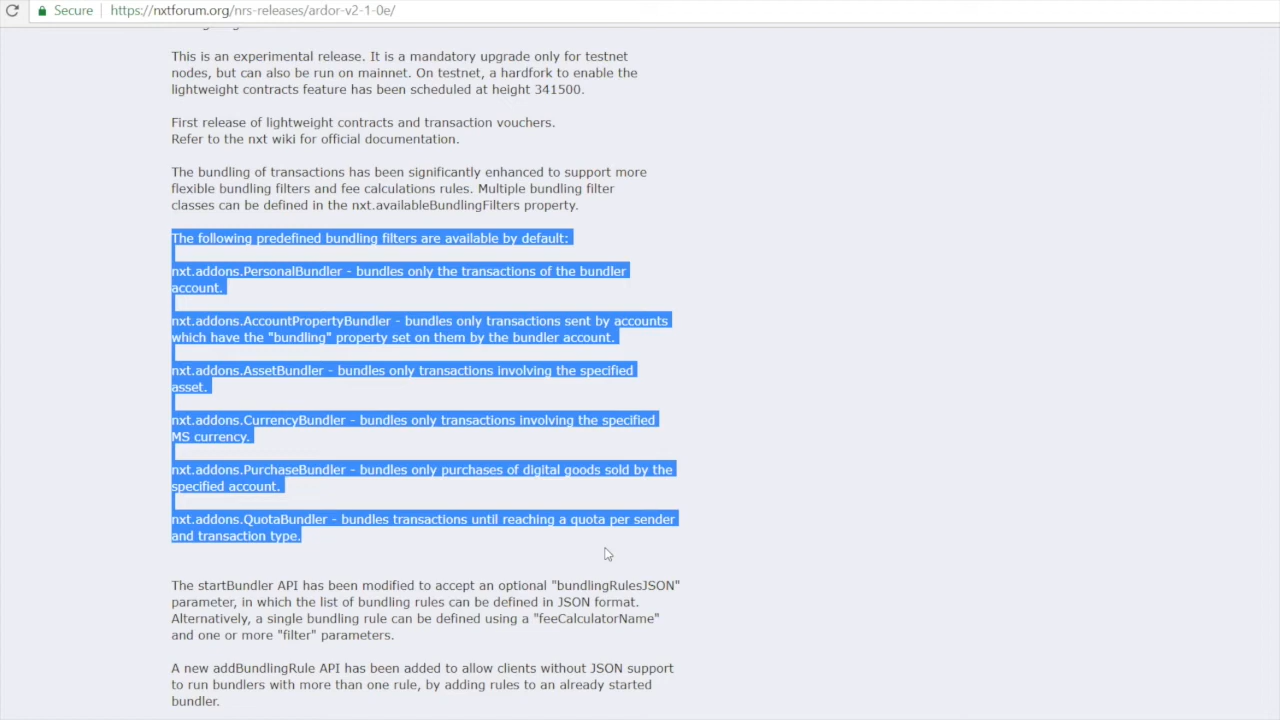 Secure https://nxtforum.org/nrs-releases/ardor-v2-1-0e/
This is an experimental release. It is a mandatory upgrade only for testnet
nodes, but can also be run on mainnet. On testnet, a hardfork to enable the
lightweight contracts feature has been scheduled at height 341500.
First release of lightweight contracts and transaction vouchers.
Refer to the nxt wiki for official documentation.
The bundling of transactions has been significantly enhanced to support more
flexible bundling filters and fee calculations rules. Multiple bundling filter
classes can be defined in the nxt.availableBundlingFilters property.
The following predefined bundling filters are available by default:
nxt.addons.PersonalBundler - bundles only the transactions of the bundler
account.
nxt.addons.AccountPropertyBundler - bundles only transactions sent by accounts
which have the "bundling" property set on them by the bundler account.
nxt.addons.AssetBundler - bundles only transactions involving the specified
asset.
nxt.addons.CurrencyBundler - bundles only transactions involving the specified
MS currency.
nxt.addons.PurchaseBundler - bundles only purchases of digital goods sold by the
specified account.
nxt.addons.QuotaBundler - bundles transactions until reaching a quota per sender
and transaction type.
The startBundler API has been modified to accept an optional "bundlingRulesJSON"
parameter, in which the list of bundling rules can be defined in JSON format.
Alternatively, a single bundling rule can be defined using a "feeCalculatorName"
and one or more "filter" parameters.
A new addBundlingRule API has been added to allow clients without JSON support
to run bundlers with more than one rule, by adding rules to an already started
bundler.